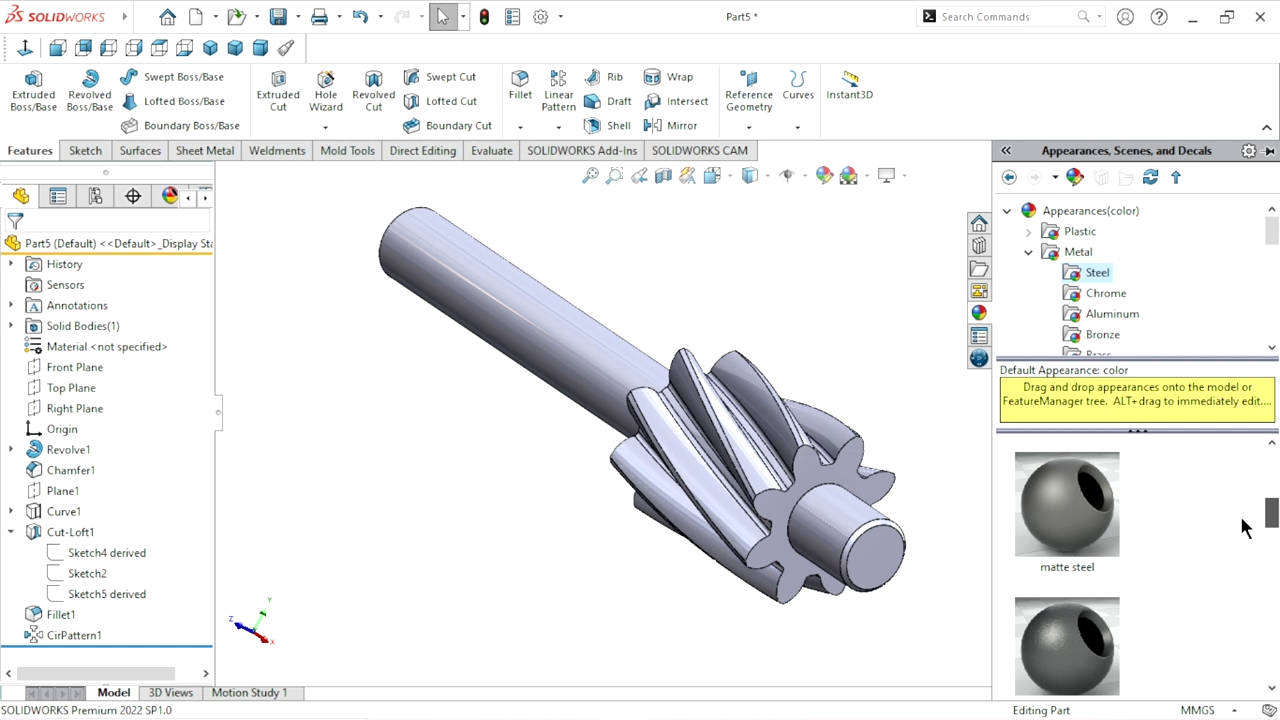 SOLIDWORKS
Part5 *
Search Commands
Extruded Boss/Base
Revolved Boss/Base
Swept Boss/Base
Lofted Boss/Base
Boundary Boss/Base
Extruded Cut
Hole Wizard
Revolved Cut
Swept Cut
Lofted Cut
Boundary Cut
Fillet
Linear Pattern
Rib
Draft
Shell
Wrap
Intersect
Mirror
Reference Geometry
Curves
Instant3D
Features
Sketch
Surfaces
Sheet Metal
Weldments
Mold Tools
Direct Editing
Evaluate
SOLIDWORKS Add-Ins
SOLIDWORKS CAM
Part5 (Default) <<Default>_Display Sta
History
Sensors
Annotations
Solid Bodies(1)
Material <not specified>
Front Plane
Top Plane
Right Plane
Origin
Revolve1
Chamfer1
Plane1
Curve1
Cut-Loft1
Sketch4 derived
Sketch2
Sketch5 derived
Fillet1
CirPattern1
Y
Z
X
Appearances, Scenes, and Decals
Appearances(color)
Plastic
Metal
Steel
Chrome
Aluminum
Bronze
Default Appearance: color
Drag and drop appearances onto the model or
FeatureManager tree. ALT+drag to immediately edit....
matte steel
Model
3D Views
Motion Study 1
SOLIDWORKS Premium 2022 SP1.0
Editing Part
MMGS